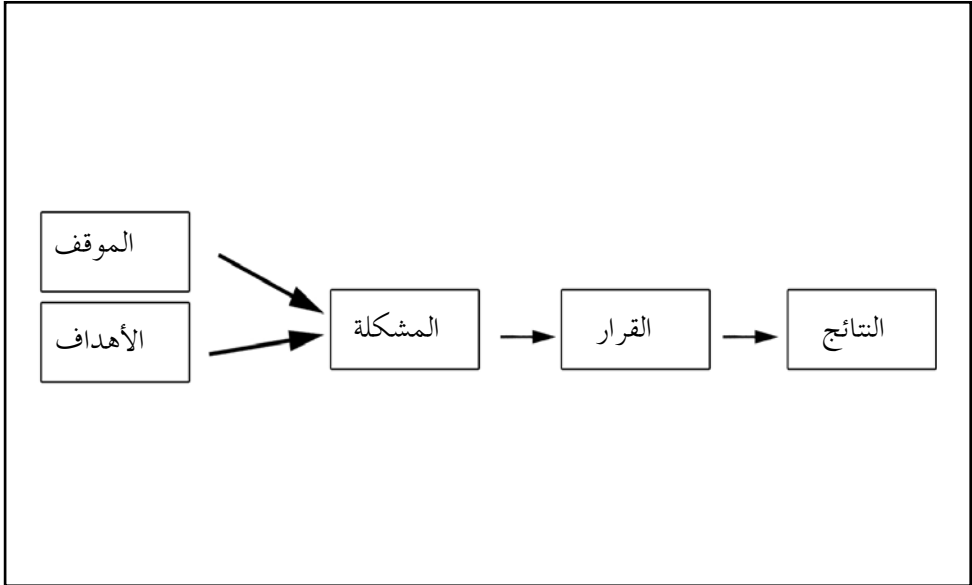 الموقف
الأهداف
المشكلة
القرار
النتائج